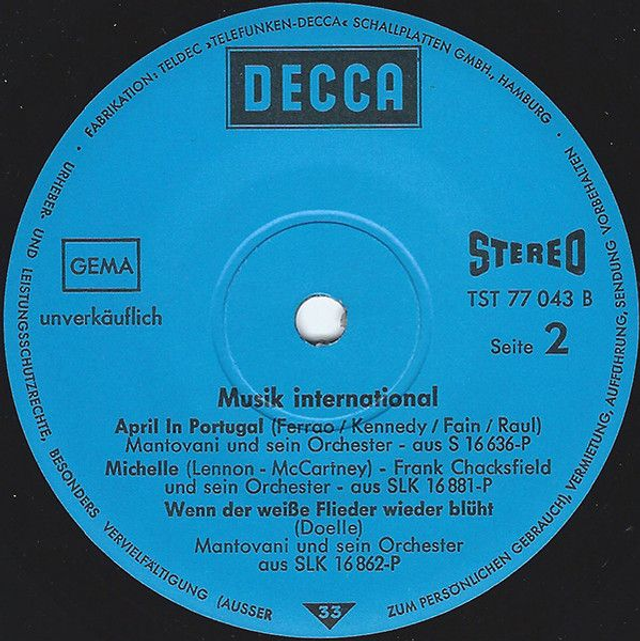 · FABRIKATION: TELDEC »TELEFUNKEN-DECCA« SCHALLPLATTEN GMBH., HAMBURG ·
URHEBER- UND LEISTUNGSSCHUTZRECHTE, BESONDERS VERVIELFÄLTIGUNG (AUSSER ZUM PERSÖNLICHEN GEBRAUCH), VERMIETUNG, AUFFÜHRUNG, SENDUNG VORBEHALTEN
DECCA
GEMA
unverkäuflich
STEREO
TST 77 043 B
Seite 2
Musik international
April In Portugal (Ferrao / Kennedy / Fain / Raul)
Mantovani und sein Orchester - aus S 16 636-P
Michelle (Lennon - McCartney) - Frank Chacksfield
und sein Orchester - aus SLK 16 881-P
Wenn der weiße Flieder wieder blüht
(Doelle)
Mantovani und sein Orchester
aus SLK 16 862-P
33